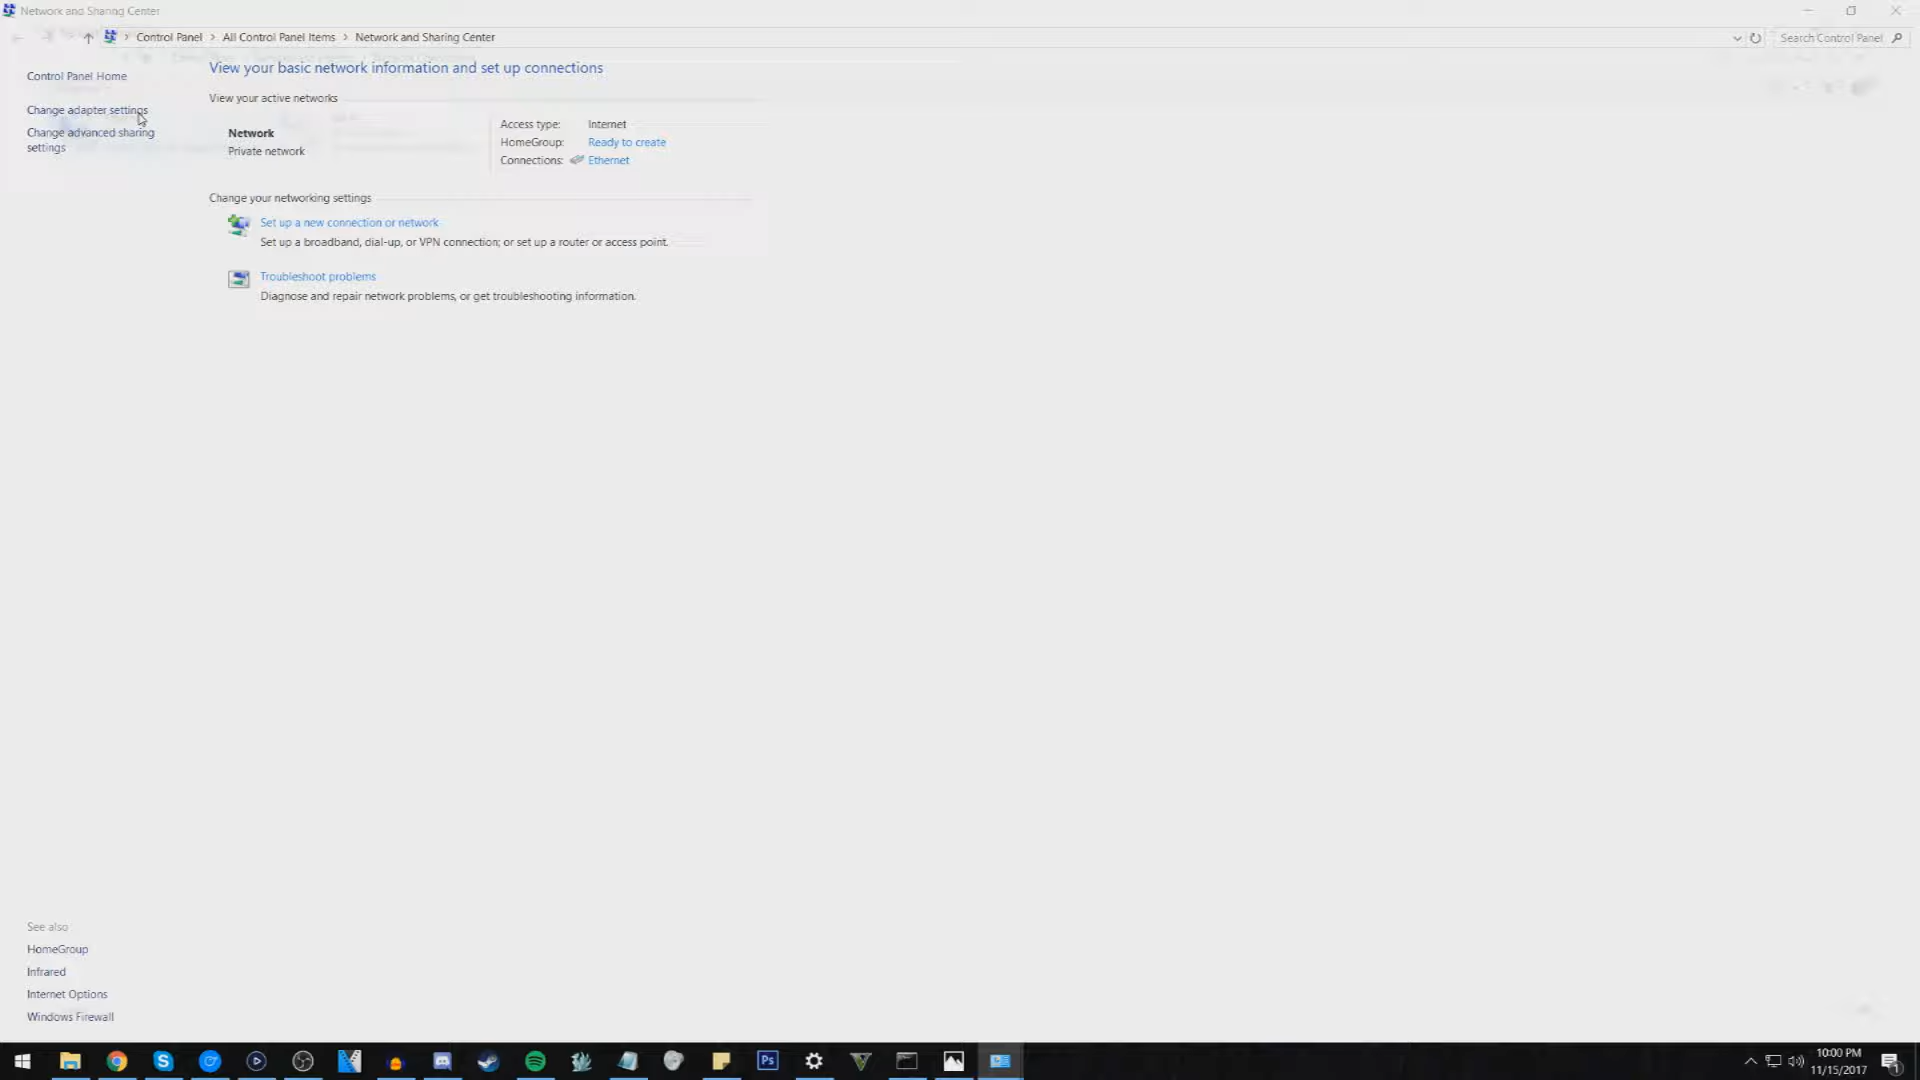 Network and Sharing Center
Control Panel > All Control Panel Items > Network and Sharing Center
Search Control Panel
Control Panel Home
Change adapter settings
Change advanced sharing
settings
View your basic network information and set up connections
View your active networks
Network
Private network
Access type: Internet
HomeGroup: Ready to create
Connections: Ethernet
Change your networking settings
Set up a new connection or network
Set up a broadband, dial-up, or VPN connection; or set up a router or access point.
Troubleshoot problems
Diagnose and repair network problems, or get troubleshooting information.
See also
HomeGroup
Infrared
Internet Options
Windows Firewall
Ps
10:00 PM
11/15/2017
1